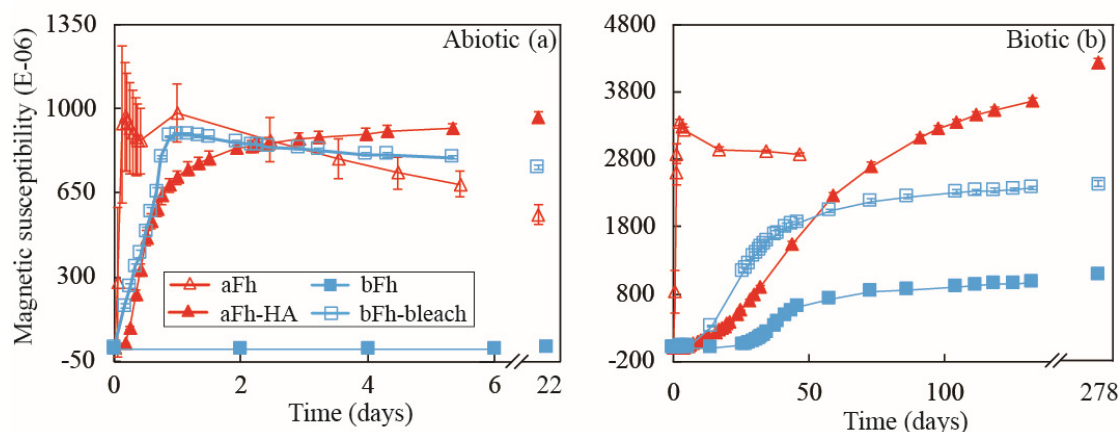 Magnetic susceptibility (E-06)
1350
1000
650
300
-50
Abiotic (a)
aFh
bFh
aFh-HA
bFh-bleach
0
2
4
6
22
Time (days)
4800
3800
2800
1800
800
-200
Biotic (b)
0
50
100
278
Time (days)